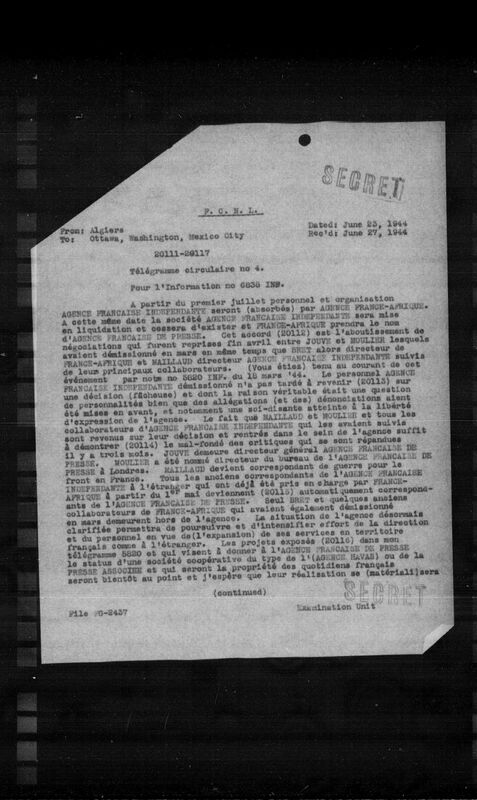 SECRET
F. C. N. L.
From: Algiers
Dated: June 23, 1944
To: Ottawa, Washington, Mexico City
Rec'd: June 27, 1944
20111-20117
Télégramme circulaire no 4.
Pour l'Information no 6838 INF.
A partir du premier juillet personnel et organisation
AGENCE FRANCAISE INDEPENDANTE seront (absorbés) par AGENCE FRANCE-AFRIQUE.
A cette même date la société AGENCE FRANCAISE INDEPENDANTE sera mise
en liquidation et cessera d'exister et FRANCE-AFRIQUE prendra le nom
d'AGENCE FRANCAISE DE PRESSE. Cet accord (20112) est l'aboutissement de
négociations qui furent reprises fin avril entre JOUVE et MOULIER lesquels
avaient démissionné en mars en même temps que BRET alors directeur de
FRANCE-AFRIQUE et MAILLAUD directeur AGENCE FRANCAISE INDEPENDANTE suivis
de leur principaux collaborateurs. (Vous étiez) tenu au courant de cet
événement par note no 5620 INF. du 18 mars '44. Le personnel AGENCE
FRANCAISE INDEPENDANTE démissionné n'a pas tardé à revenir (20113) sur
une décision (fâcheuse) et dont la raison véritable était une question
de personnalités bien que des allégations (et des) dénonciations aient
été mises en avant, et notamment une soi-disante atteinte à la liberté
d'expression de l'agence. Le fait que MAILLAUD et MOULIER et tous les
collaborateurs d'AGENCE FRANCAISE INDEPENDANTE qui les avaient suivis
sont revenus sur leur décision et rentrés dans le sein de l'agence suffit
à démontrer (20114) le mal-fondé des critiques qui se sont répandues
il y a trois mois. JOUVE demeure directeur général AGENCE FRANCAISE DE
PRESSE. MOULIER a été nommé directeur du bureau de l'AGENCE FRANCAISE DE
PRESSE à Londres. MAILLAUD devient correspondant de guerre pour le
front en France. Tous les anciens correspondants de l'AGENCE FRANCAISE
INDEPENDANTE à l'étranger qui ont déjà été pris en charge par FRANCE-
AFRIQUE à partir du 1er mai deviennent (20115) automatiquement correspond-
ants de l'AGENCE FRANCAISE DE PRESSE. Seul BRET et quelques anciens
collaborateurs de FRANCE-AFRIQUE qui avaient également démissionné
en mars demeurent hors de l'agence. La situation de l'agence désormais
clarifiée permettra de poursuivre et d'intensifier effort de la direction
et du personnel en vue de(l'expansion) de ses services en territoire
français comme à l'étranger. Les projets exposés (20116) dans mon
télégramme 5620 et qui visent à donner à l'AGENCE FRANCAISE DE PRESSE
le status d'une société coopérative du type de l'(AGENCE HAVAS) ou de la
PRESSE ASSOCIEE et qui seront la propriété des quotidiens français
seront bientôt au point et j'espère que leur réalisation se (matériali)sera
(continued)
SECRET
File FG-2437
Examination Unit